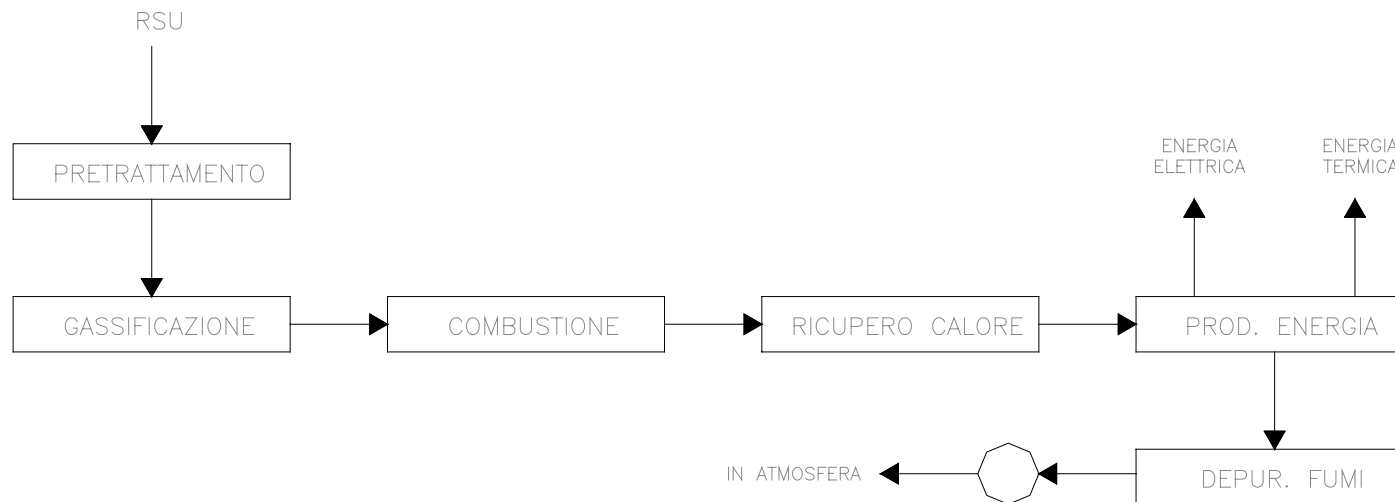 RSU
PRETRATTAMENTO
ENERGIA
ELETTRICA
ENERGIA
TERMICA
GASSIFICAZIONE
COMBUSTIONE
RICUPERO CALORE
PROD. ENERGIA
IN ATMOSFERA
DEPUR. FUMI